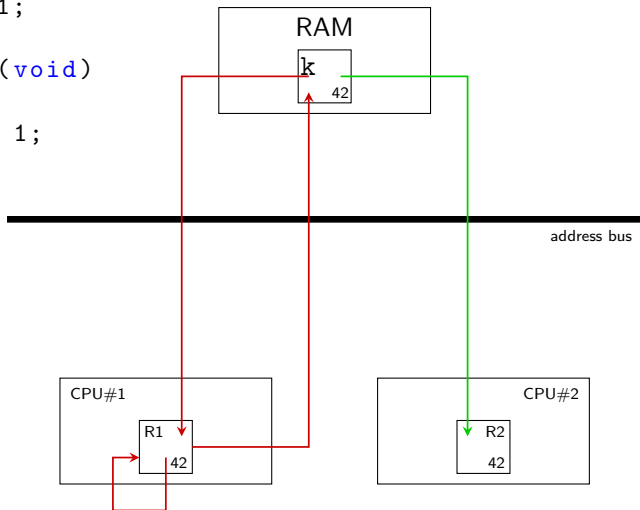 1;
(void)
1;
RAM
k
42
address bus
CPU#1
R1
42
CPU#2
R2
42